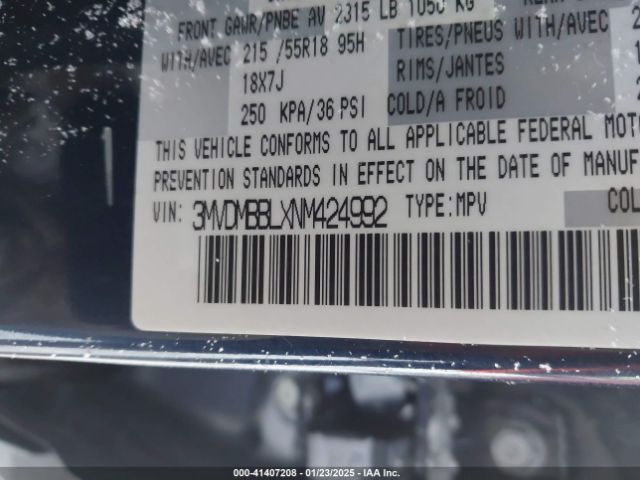 FRONT GAWR/PNBE AV 2315 LB 1050 KG
WITH/AVEC 215 /55R18 95H TIRES/PNEUS WITH/AVEC
18X7J RIMS/JANTES
250 KPA/36 PSI COLD/A FROID
THIS VEHICLE CONFORMS TO ALL APPLICABLE FEDERAL MOTO
PREVENTION STANDARDS IN EFFECT ON THE DATE OF MANUF
VIN: 3MVDMBBLXNM424992 TYPE:MPV COL
000-41407208 - 01/23/2025 - IAA Inc.